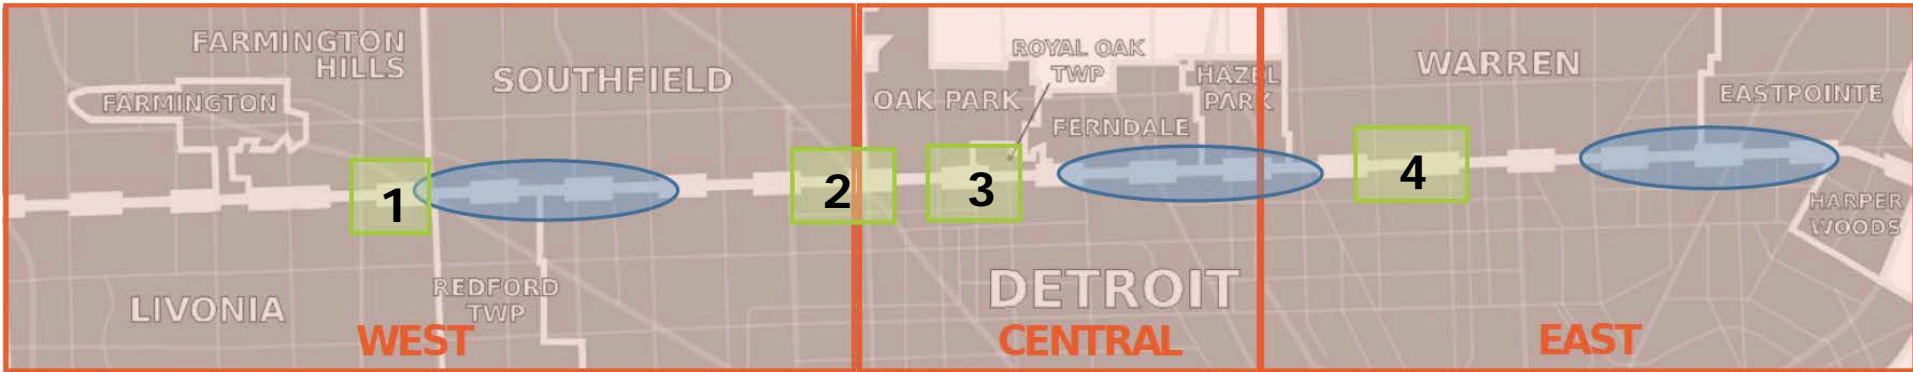 FARMINGTON
HILLS
FARMINGTON
SOUTHFIELD
1
LIVONIA
REDFORD
TWP
WEST
2
ROYAL OAK
TWP
OAK PARK
HAZEL
PARK
FERNDALE
3
DETROIT
CENTRAL
WARREN
EASTPOINTE
4
HARPER
WOODS
EAST